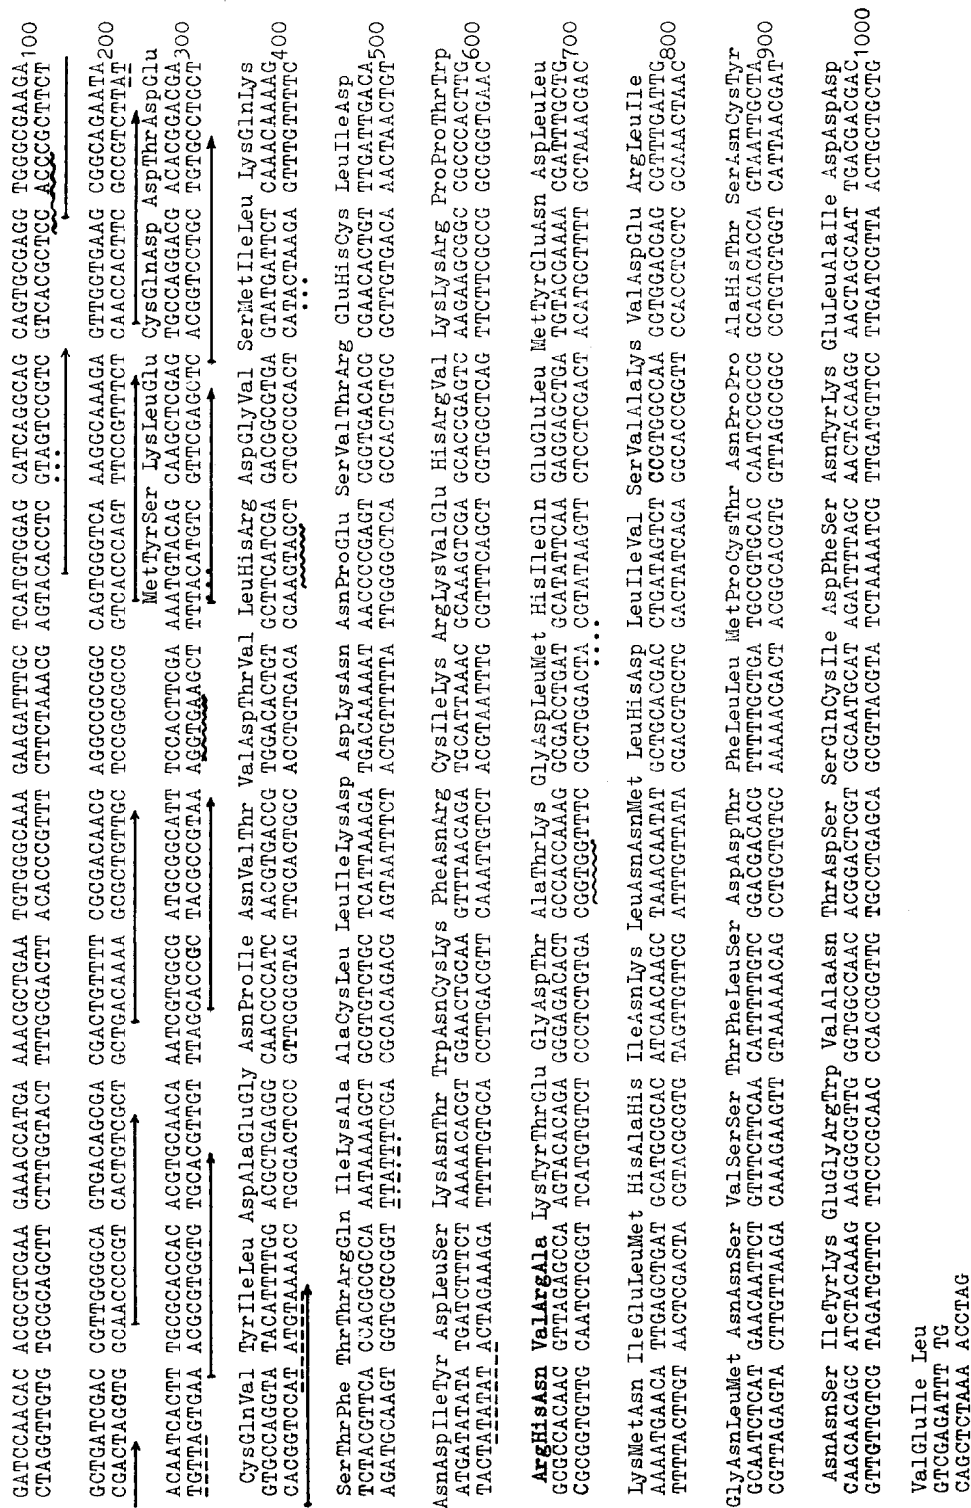 GATCCAACAC ACGCGTCGAA GAAACCATGA AAACGCTGAA TGTGGGCAAA GAAGATTTGC TCATGTGGAG CATCAGGCAG CAGTGCGAGG TGGGCGAAGA 100
CTAGGTTGTG TGCGCAGCTT CTTTGGTACT TTTGCGACTT ACACCCGTTT CTTCTAAACG AGTACACCTC GTAGTCCGTC GTCACGCTCC ACCCGCTTCT
GCTGATCGAC CGTTGGGGCA GTGACAGCGA CGACTGTTTT CGCGACAACG AGGCCGCGGC CAGTGGGTCA AAGGCAAAGA GTTGGTGAAG CGGCAGAATA 200
CGACTAGGTG GCAACCCCGT CACTGTCGCT GCTGACAAAA GCGCTGTTGC TCCGGCGCCG GTCACCCAGT TTCCGTTTCT CAACCACTTC GCCGTCTTAT
MetTyrSer LysLeuGlu CysGlnAsp AspThrAspGlu
ACAATCACTT TGCGCACCAC ACGTGCAACA AATCGTGGCG ATGCGGCATT TCCACTTCGA AAATGTACAG CAAGCTCGAG TGCCAGGACG ACACGGACGA 300
TGTTAGTGAA ACGCGTGGTG TGCACGTTGT TTAGCACCGC TACGCCGTAA AGGTGAAGCT TTTACATGTC GTTCGAGCTC ACGGTCCTGC TGTGCCTGCT
CysGlnVal TyrIleLeu AspAlaGluGly AsnProIle AsnValThr ValAspThrVal LeuHisArg AspGlyVal SerMetIleLeu LysGlnLys
GTGCCAGGTA TACATTTTGG ACGCTGAGGG CAACCCCATC AACGTGACCG TGGACACTGT GCTTCATCGA GACGGCGTGA GTATGATTCT CAAACAAAAG 400
CACGGTCCAT ATGTAAAACC TGCGACTCCC GTTGGGGTAG TTGCACTGGC ACCTGTGACA CGAAGTAGCT CTGCCGCACT CATACTAAGA GTTTGTTTTC
SerThrPhe ThrThrArgGln IleLysAla AlaCysLeu LeuIleLysAsp AspLysAsn AsnProGlu SerValThrArg GluHisCys LeuIleAsp
TCTACGTTCA CCACGCGCCA AATAAAAGCT GCGTGTCTGC TCATTAAAGA TGACAAAAAT AACCCCGAGT CGGTGACACG CGAACACTGT TTGATTGACA 500
AGATGCAAGT GGTGCGCGGT TTATTTTCGA CGCACAGACG AGTAATTTCT ACTGTTTTTA TTGGGGCTCA GCCACTGTGC GCTTGTGACA AACTAACTGT
AsnAspIleTyr AspLeuSer LysAsnThr TrpAsnCysLys PheAsnArg CysIleLys ArgLysValGlu HisArgVal LysLysArg ProProThrTrp
ATGATATATA TGATCTTTCT AAAAACACGT GGAACTGCAA GTTTAACAGA TGCATTAAAC GCAAAGTCGA GCACCGAGTC AAGAAGCGGC CGCCCACTTG 600
TACTATATAT ACTAGAAAGA TTTTTGTGCA CCTTGACGTT CAAATTGTCT ACGTAATTTG CGTTTCAGCT CGTGGCTCAG TTCTTCGCCG GCGGGTGAAC
ArgHisAsn ValArgAla LysTyrThrGlu GlyAspThr AlaThrLys GlyAspLeuMet HisIleGln GluGluLeu MetTyrGluAsn AspLeuLeu
GCGCCACAAC GTTAGAGCCA AGTACACAGA GGGAGACACT GCCACCAAAG GCGACCTGAT GCATATTCAA GAGGAGCTGA TGTACGAAAA CGATTTGCTG 700
CGCGGTGTTG CAATCTCGGT TCATGTGTCT CCCTCTGTGA CGGTGGTTTC CGCTGGACTA CGTATAAGTT CTCCTCGACT ACATGCTTTT GCTAAACGAC
LysMetAsn IleGluLeuMet HisAlaHis IleAsnLys LeuAsnAsnMet LeuHisAsp LeuIleVal SerValAlaLys ValAspGlu ArgLeuIle
AAAATGAACA TTGAGCTGAT GCATGCGCAC ATCAACAAGC TAAACAATAT GCTGCACGAC CTGATAGTCT CCGTGGCCAA GGTGGACGAG CGTTTGATTG 800
TTTTACTTGT AACTCGACTA CGTACGCGTG TAGTTGTTCG ATTTGTTATA CGACGTGCTG GACTATCAGA GGCACCGGTT CCACCTGCTC GCAAACTAAC
GlyAsnLeuMet AsnAsnSer ValSerSer ThrPheLeuSer AspAspThr PheLeuLeu MetProCysThr AsnProPro AlaHisThr SerAsnCysTyr
GCAATCTCAT GAACAATTCT GTTTCTTCAA CATTTTTGTC GGACGACACG TTTTTGCTGA TGCCGTGCAC CAATCCGCCG GCACACACCA GTAATTGCTA 900
CGTTAGAGTA CTTGTTAAGA CAAAGAAGTT GTAAAAACAG CCTGCTGTGC AAAAACGACT ACGGCACGTG GTTAGGCGGC CGTGTGTGGT CATTAACGAT
AsnAsnSer IleTyrLys GluGlyArgTrp ValAlaAsn ThrAspSer SerGlnCysIle AspPheSer AsnTyrLys GluLeuAlaIle AspAspAsp
CAACAACAGC ATCTACAAAG AAGGGCGTTG GGTGGCCAAC ACGGACTCGT CGCAATGCAT AGATTTTAGC AACTACAAGG AACTAGCAAT TGACGACGAC 1000
GTTGTTGTCG TAGATGTTTC TTCCCGCAAC CCACCGGTTG TGCCTGAGCA GCGTTACGTA TCTAAAAATCG TTGATGTTCC TTGATCGTTA ACTGCTGCTG
ValGluIle Leu
GTCGAGATTT TG
CAGCTCTAAA ACCTAG